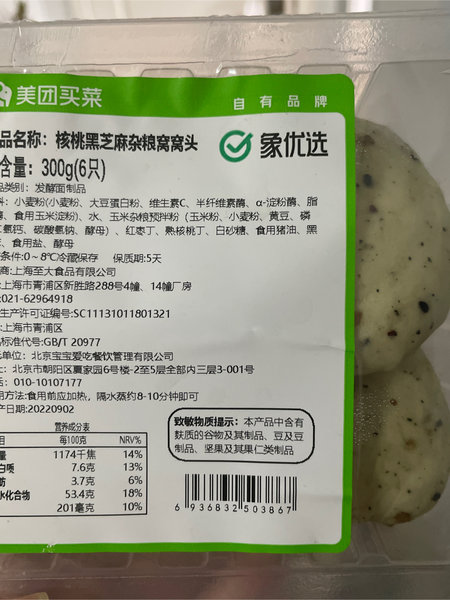 美团买菜
自有品牌
品名称：核桃黑芝麻杂粮窝窝头
象优选
含量：300g(6只)
品类别：发酵面制品
料：小麦粉(小麦粉、大豆蛋白粉、维生素C、半纤维素酶、α-淀粉酶、脂
酶、食用玉米淀粉)、水、玉米杂粮预拌粉（玉米粉、小麦粉、黄豆、磷
二氢钙、碳酸氢钠、酵母）、红枣丁、熟核桃丁、白砂糖、食用猪油、黑
、食用盐、酵母
条件:0～8℃冷藏保存 保质期:5天
商:上海至大食品有限公司
:上海市青浦区新胜路288号4幢、14幢厂房
:021-62964918
生产许可证编号:SC11131011801321
:上海市青浦区
标准代号:GB/T 20977
单位：北京宝宝爱吃餐饮管理有限公司
：北京市朝阳区夏家园6号楼-2至5层全部内三层3-001号
：010-10107177
用方法:食用前应加热，隔水蒸约8-10分钟即可
产日期:20220902
营养成分表
目 每100克 NRV%
量 1174千焦 14%
白质 7.6克 13%
肪 3.7克 6%
水化合物 53.4克 18%
201毫克 10%
致敏物质提示：本产品中含有
麸质的谷物及其制品、豆及豆
制品、坚果及其果仁类制品
6 936832 503867